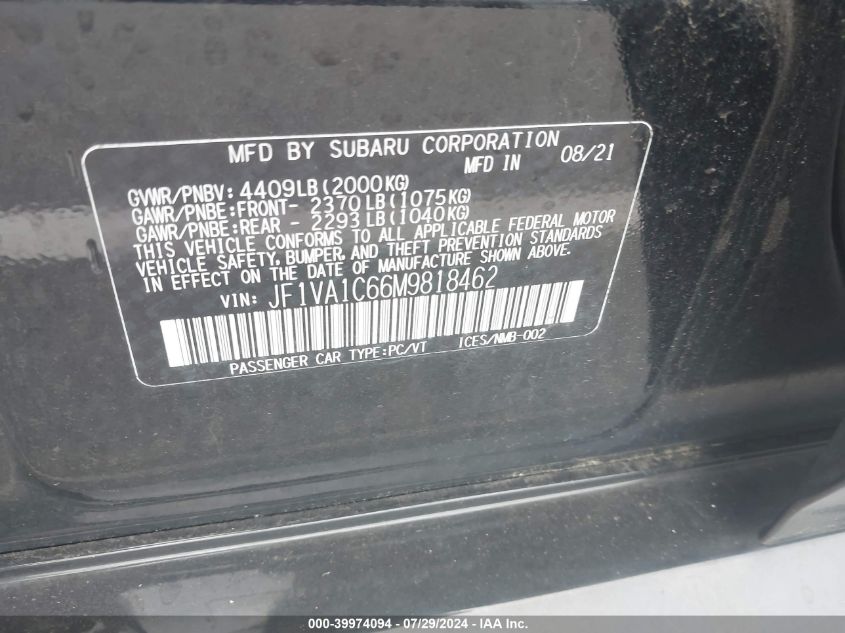 MFD BY SUBARU CORPORATION
MFD IN 08/21
GVWR/PNBV: 4409LB(2000KG)
GAWR/PNBE:FRONT- 2370LB(1075KG)
GAWR/PNBE:REAR - 2293LB(1040KG)
THIS VEHICLE CONFORMS TO ALL APPLICABLE FEDERAL MOTOR
VEHICLE SAFETY, BUMPER, AND THEFT PREVENTION STANDARDS
IN EFFECT ON THE DATE OF MANUFACTURE SHOWN ABOVE.
VIN: JF1VA1C66M9818462
PASSENGER CAR TYPE:PC/VT ICES/NMB-002
000-39974094 | 07/29/2024 - IAA Inc.